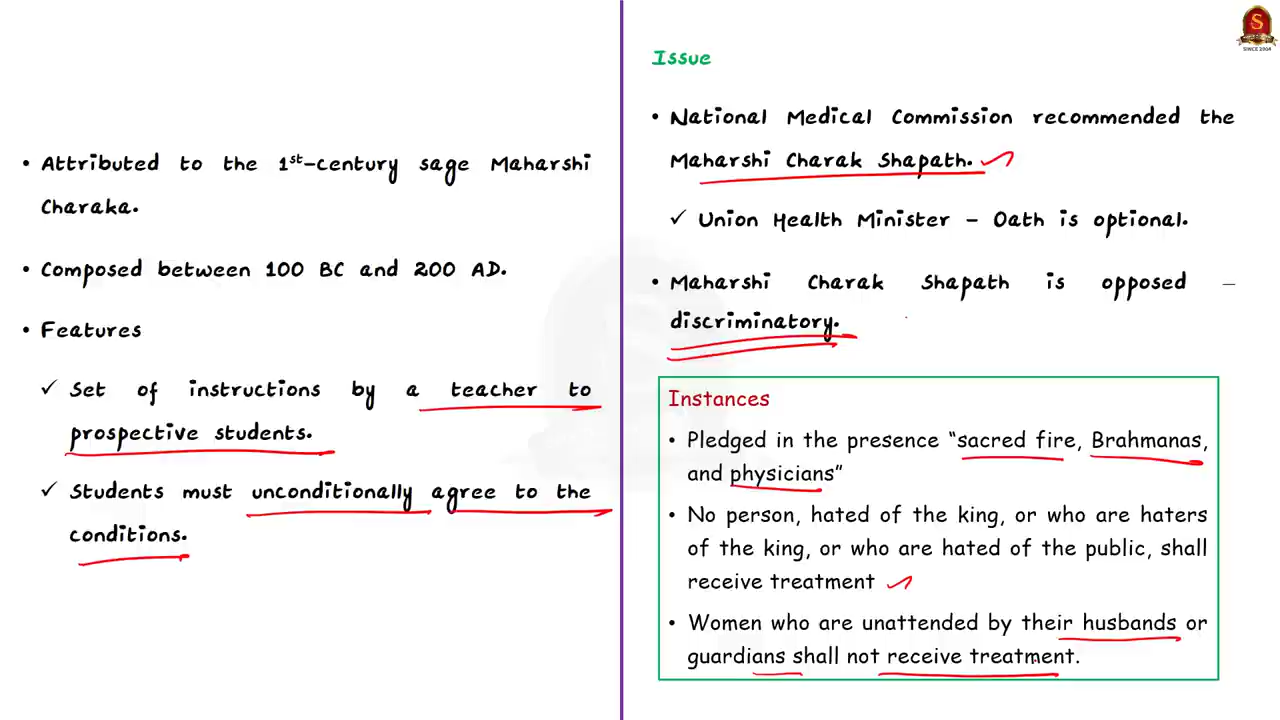 • Attributed to the 1st-century sage Maharshi
Charaka.
• Composed between 100 BC and 200 AD.
• Features
✓ Set of instructions by a teacher to
prospective students.
✓ Students must unconditionally agree to the
conditions.
S
SINCE 2004
Issue
• National Medical Commission recommended the
Maharshi Charak Shapath.
✓ Union Health Minister – Oath is optional.
• Maharshi Charak Shapath is opposed –
discriminatory.
Instances
• Pledged in the presence “sacred fire, Brahmanas,
and physicians”
• No person, hated of the king, or who are haters
of the king, or who are hated of the public, shall
receive treatment
• Women who are unattended by their husbands or
guardians shall not receive treatment.